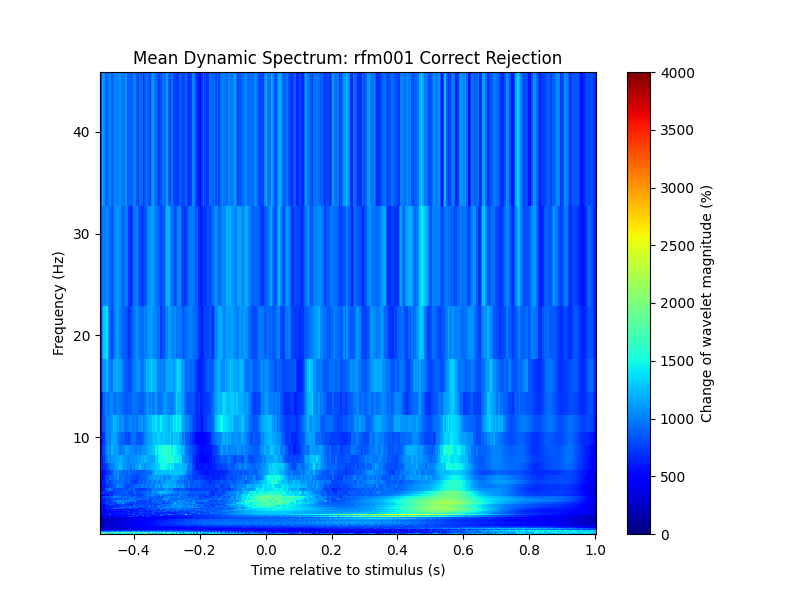 Mean Dynamic Spectrum: rfm001 Correct Rejection
Frequency (Hz)
40
30
20
10
−0.4 −0.2 0.0 0.2 0.4 0.6 0.8 1.0
Time relative to stimulus (s)
4000
3500
3000
2500
2000
1500
1000
500
0
Change of wavelet magnitude (%)